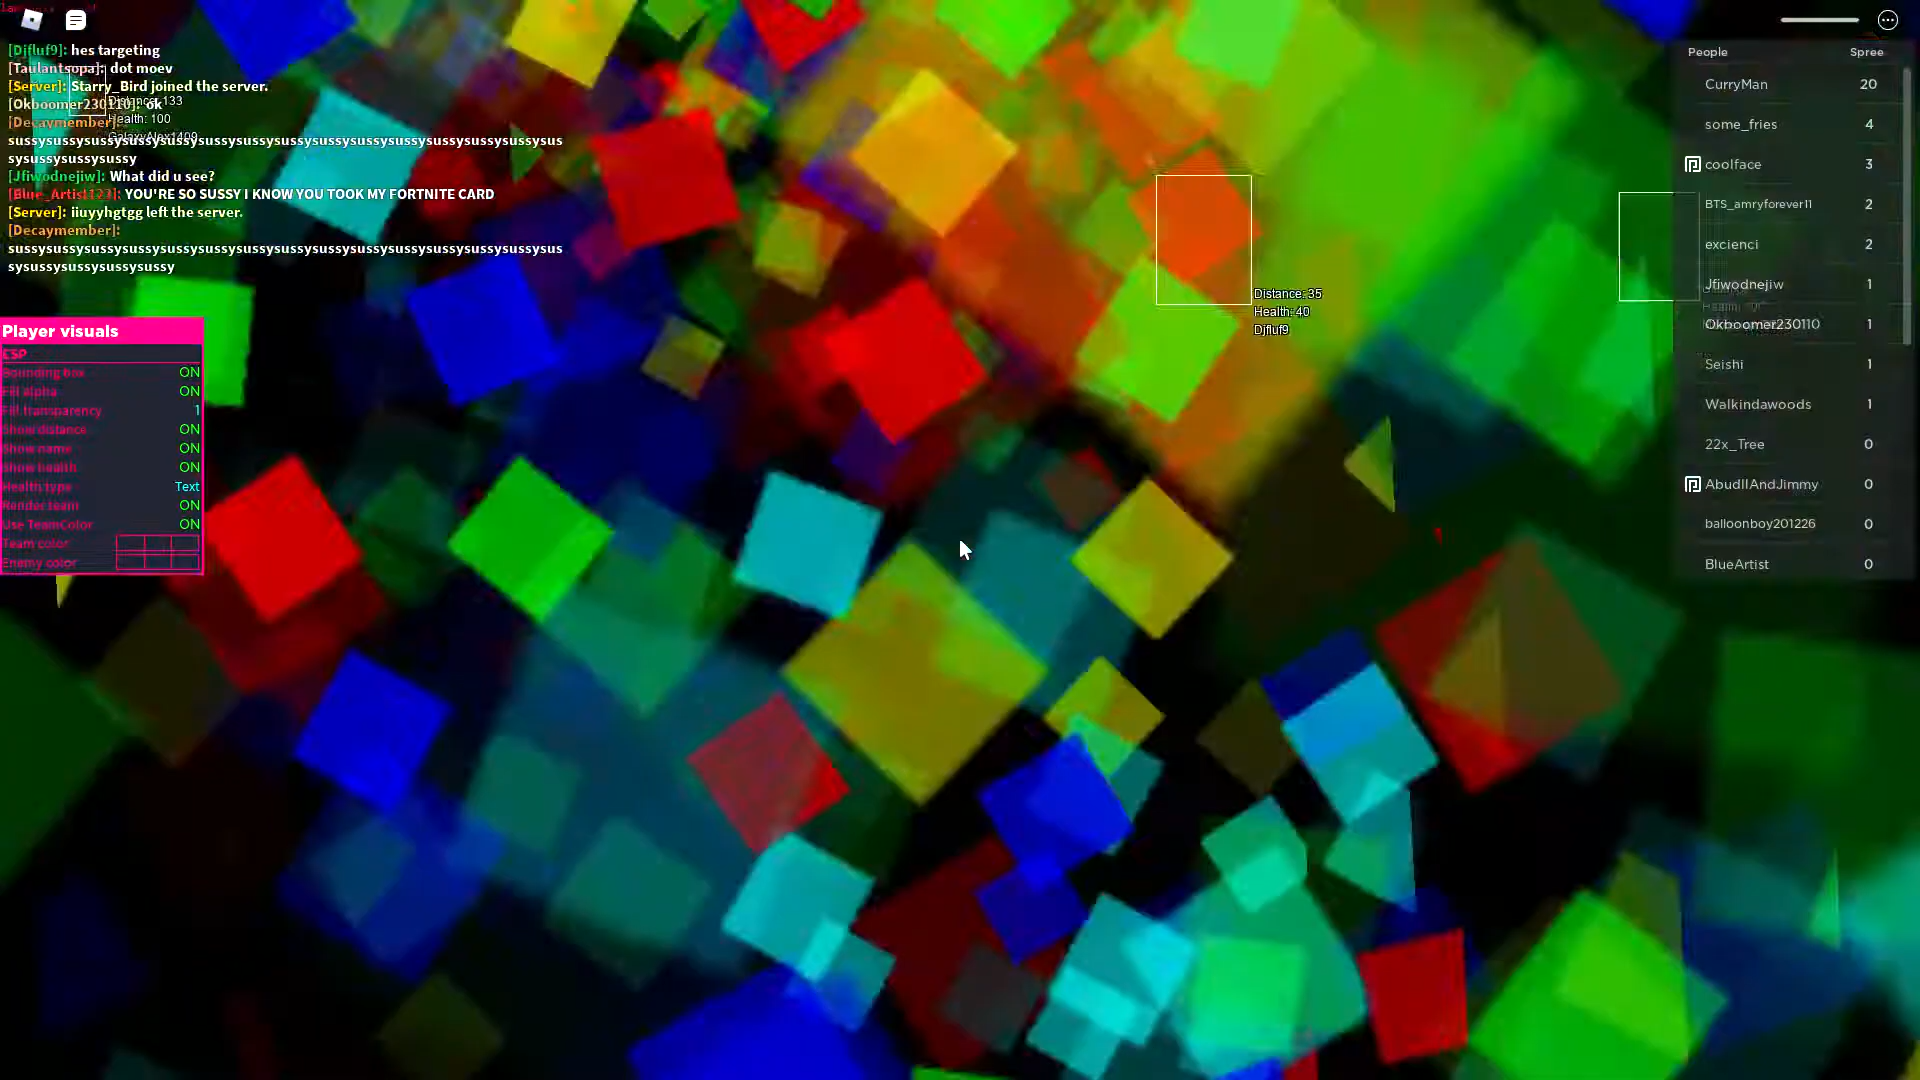 [Djfluf9]: hes targeting
[Taulantsopa]: dot moev
[Server]: Starry_Bird joined the server.
[Okboomer230110]: ok
Distance: 133
Health: 100
GalaxyAlex1409
[Decaymember]:
sussysussysussysussysussysussysussysussysussysussysussysussysussysussysussysus
sysussysussysussy
[Jfiwodnejiw]: What did u see?
[Blue_Artist123]: YOU'RE SO SUSSY I KNOW YOU TOOK MY FORTNITE CARD
[Server]: iiuyyhgtgg left the server.
[Decaymember]:
sussysussysussysussysussysussysussysussysussysussysussysussysussysussysussysus
sysussysussysussysussy
Player visuals
ESP
Bounding box ON
Fill alpha ON
Fill transparency 1
Show distance ON
Show name ON
Show health ON
Health type Text
Render team ON
Use TeamColor ON
Team color
Enemy color
Distance: 35
Health: 40
Djfluf9
People Spree
CurryMan 20
some_fries 4
coolface 3
BTS_amryforever11 2
excienci 2
Jfiwodnejiw 1
Okboomer230110 1
Seishi 1
Walkindawoods 1
22x_Tree 0
AbudllAndJimmy 0
balloonboy201226 0
BlueArtist 0